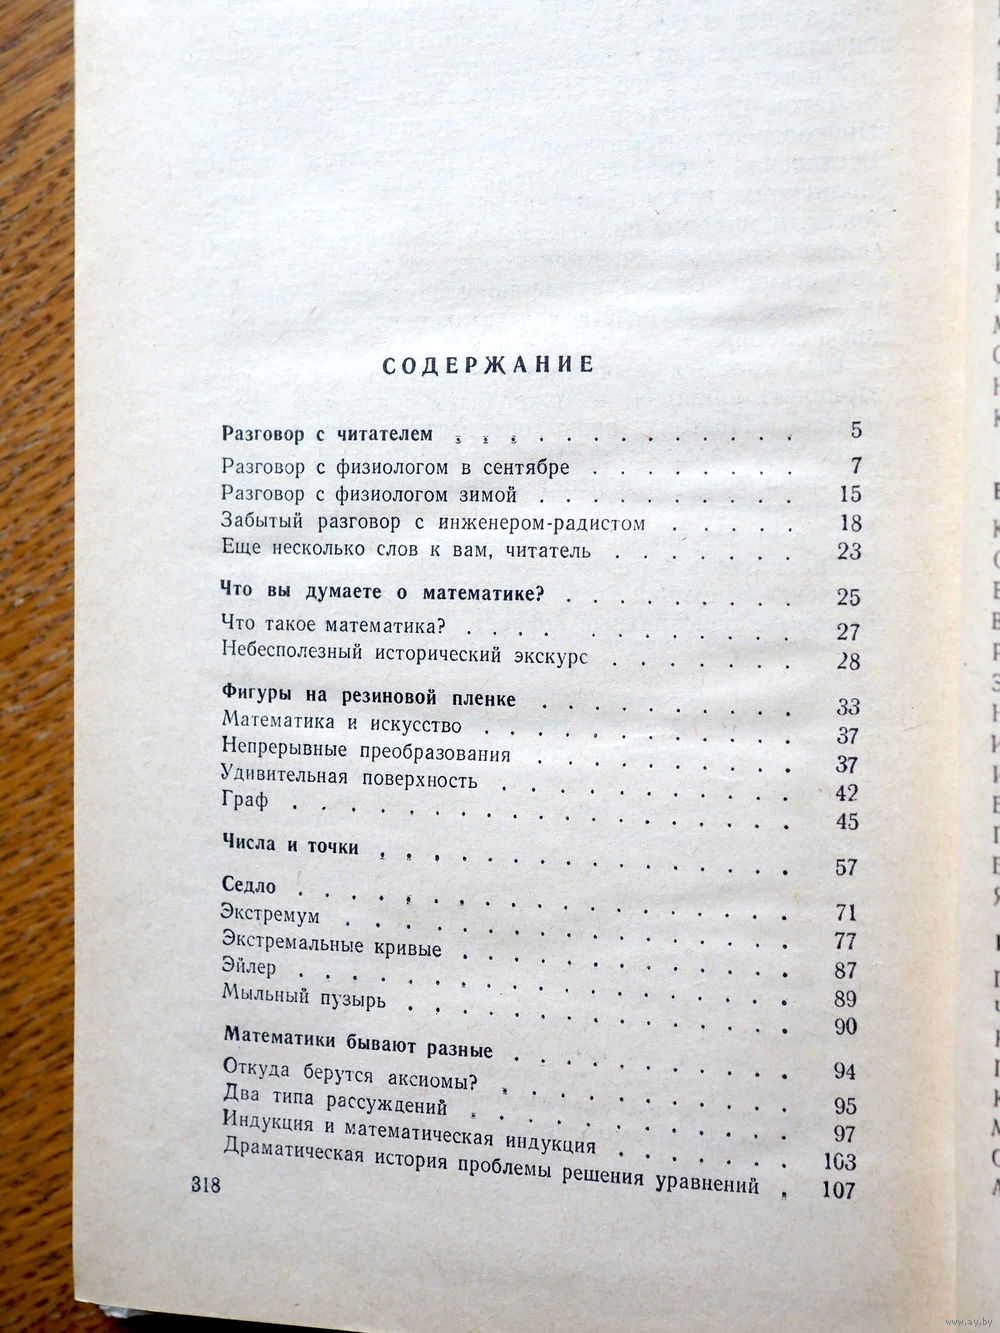 СОДЕРЖАНИЕ
Разговор с читателем . . . . . . . . . . . . . 5
Разговор с физиологом в сентябре . . . . . . . . 7
Разговор с физиологом зимой . . . . . . . . . . 15
Забытый разговор с инженером-радистом . . . . . 18
Еще несколько слов к вам, читатель . . . . . . . 23
Что вы думаете о математике? . . . . . . . . . 25
Что такое математика? . . . . . . . . . . . . 27
Небесполезный исторический экскурс . . . . . . . 28
Фигуры на резиновой пленке . . . . . . . . . . 33
Математика и искусство . . . . . . . . . . . . 37
Непрерывные преобразования . . . . . . . . . . 37
Удивительная поверхность . . . . . . . . . . . 42
Граф . . . . . . . . . . . . . . . . . . 45
Числа и точки . . . . . . . . . . . . . . . 57
Седло . . . . . . . . . . . . . . . . . . 71
Экстремум . . . . . . . . . . . . . . . . 77
Экстремальные кривые . . . . . . . . . . . . 87
Эйлер . . . . . . . . . . . . . . . . . . 89
Мыльный пузырь . . . . . . . . . . . . . . 90
Математики бывают разные . . . . . . . . . . . 94
Откуда берутся аксиомы? . . . . . . . . . . . 95
Два типа рассуждений . . . . . . . . . . . . 97
Индукция и математическая индукция . . . . . . . 103
Драматическая история проблемы решения уравнений . 107
318
www.ay.by